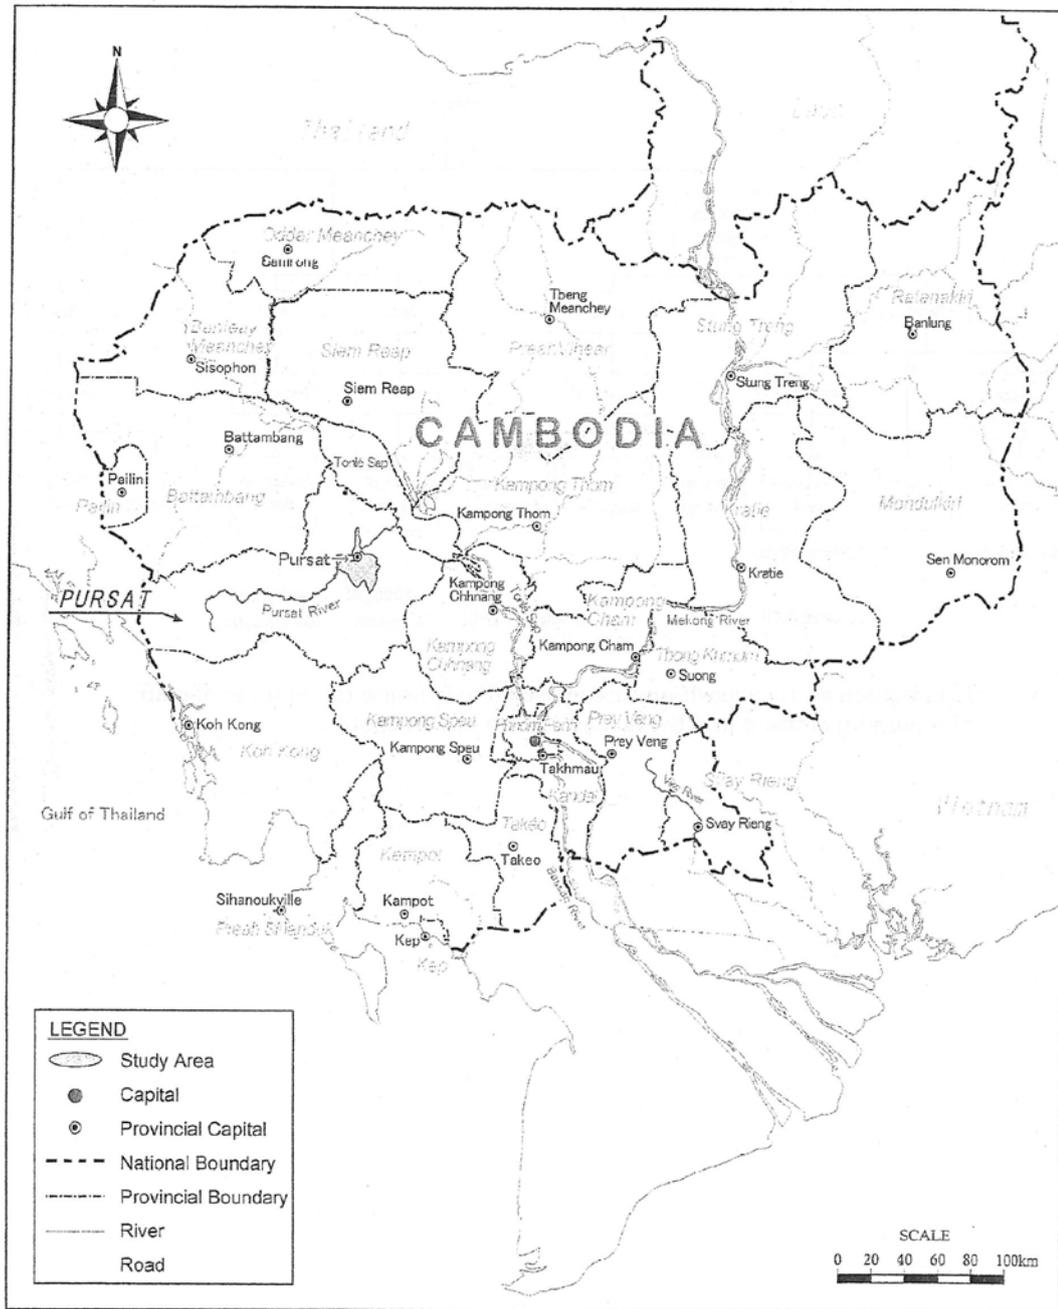 N
Thailand
Laos
Oddar Meanchey
Samrong
Tbeng
Meanchey
Preah Vihear
Stung Treng
Ratanakiri
Banlung
Banteay
Meanchey
Sisophon
Siem Reap
Siem Reap
Stung Treng
CAMBODIA
Battambang
Tonle Sap
Pailin
Pailin
Battambang
Kampong Thom
Kampong Thom
Kratie
Mondulkiri
Pursat
Kratie
Sen Monorom
PURSAT
Pursat River
Kampong
Chhnang
Kampong
Cham
Mekong River
Kampong
Chhnang
Kampong Cham
Suong
Koh Kong
Koh Kong
Kampong Speu
Kampong Speu
Phnom Penh
Prey Veng
Prey Veng
Takhmau
Kandal
Svay Rieng
Svay Rieng
Gulf of Thailand
Vietnam
Takeo
Takeo
Kampot
Bassac River
Sihanoukville
Kampot
Kep
Kep
LEGEND
Study Area
Capital
Provincial Capital
National Boundary
Provincial Boundary
River
Road
SCALE
0 20 40 60 80 100km